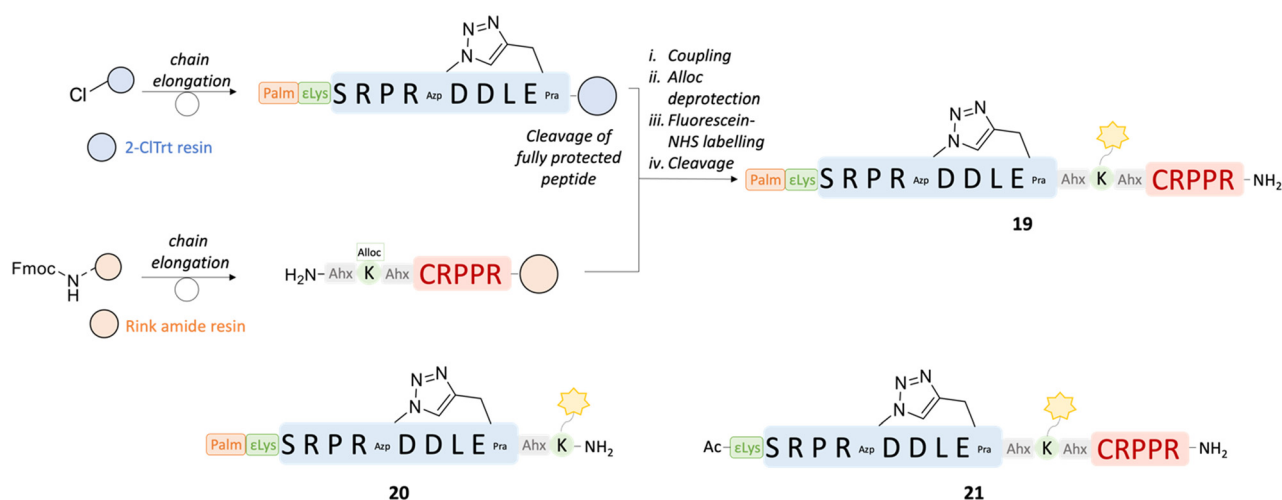 chain
elongation
Cl
2-ClTrt resin
N=N
N
Palm εLys S R P R Azp D D L E Pra
Cleavage of
fully protected
peptide
i. Coupling
ii. Alloc
deprotection
iii. Fluorescein-
NHS labelling
iv. Cleavage
N=N
N
Palm εLys S R P R Azp D D L E Pra Ahx K Ahx CRPPR NH2
19
chain
elongation
Fmoc N
H
Rink amide resin
Alloc
H2N Ahx K Ahx CRPPR
N=N
N
Palm εLys S R P R Azp D D L E Pra Ahx K NH2
20
N=N
N
Ac εLys S R P R Azp D D L E Pra Ahx K Ahx CRPPR NH2
21